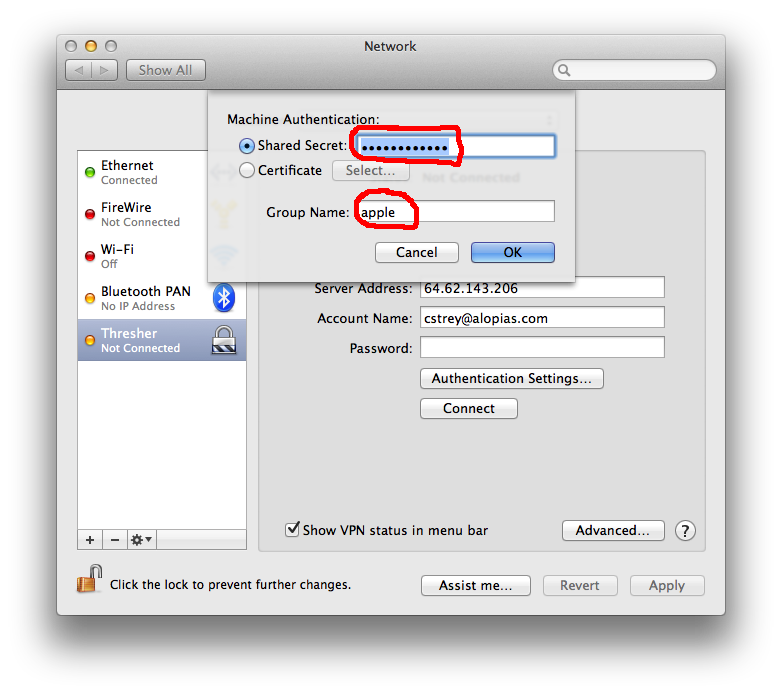 Network
Show All
Machine Authentication:
Shared Secret: ••••••••••••
Certificate Select...
Not Connected
Group Name: apple
Cancel OK
Ethernet
Connected
FireWire
Not Connected
Wi-Fi
Off
Bluetooth PAN
No IP Address
Thresher
Not Connected
Server Address: 64.62.143.206
Account Name: cstrey@alopias.com
Password:
Authentication Settings...
Connect
Show VPN status in menu bar
Advanced... ?
Click the lock to prevent further changes.
Assist me... Revert Apply